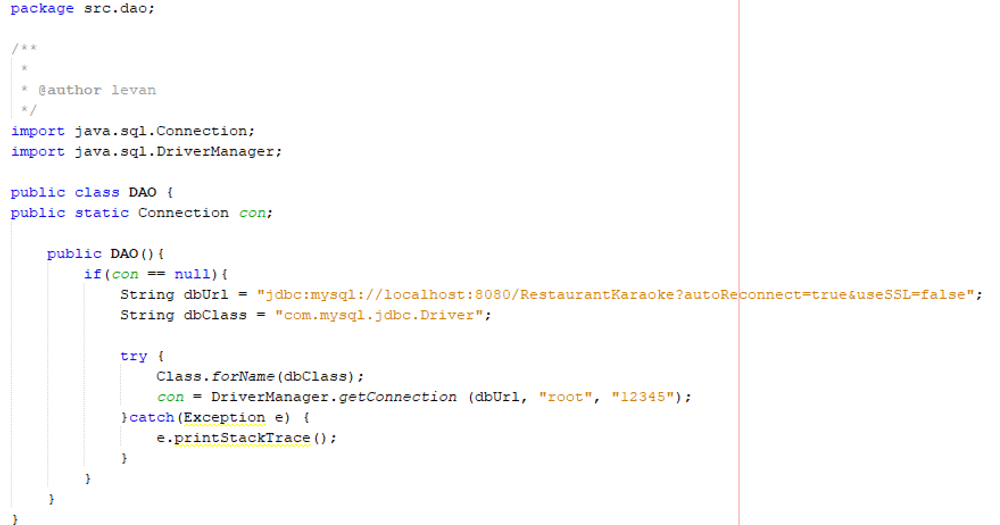 package src.dao;
/**
 *
 * @author levan
 */
import java.sql.Connection;
import java.sql.DriverManager;
public class DAO {
public static Connection con;
    public DAO(){
        if(con == null){
            String dbUrl = "jdbc:mysql://localhost:8080/RestaurantKaraoke?autoReconnect=true&useSSL=false";
            String dbClass = "com.mysql.jdbc.Driver";
            try {
                Class.forName(dbClass);
                con = DriverManager.getConnection (dbUrl, "root", "12345");
            }catch(Exception e) {
                e.printStackTrace();
            }
        }
    }
}